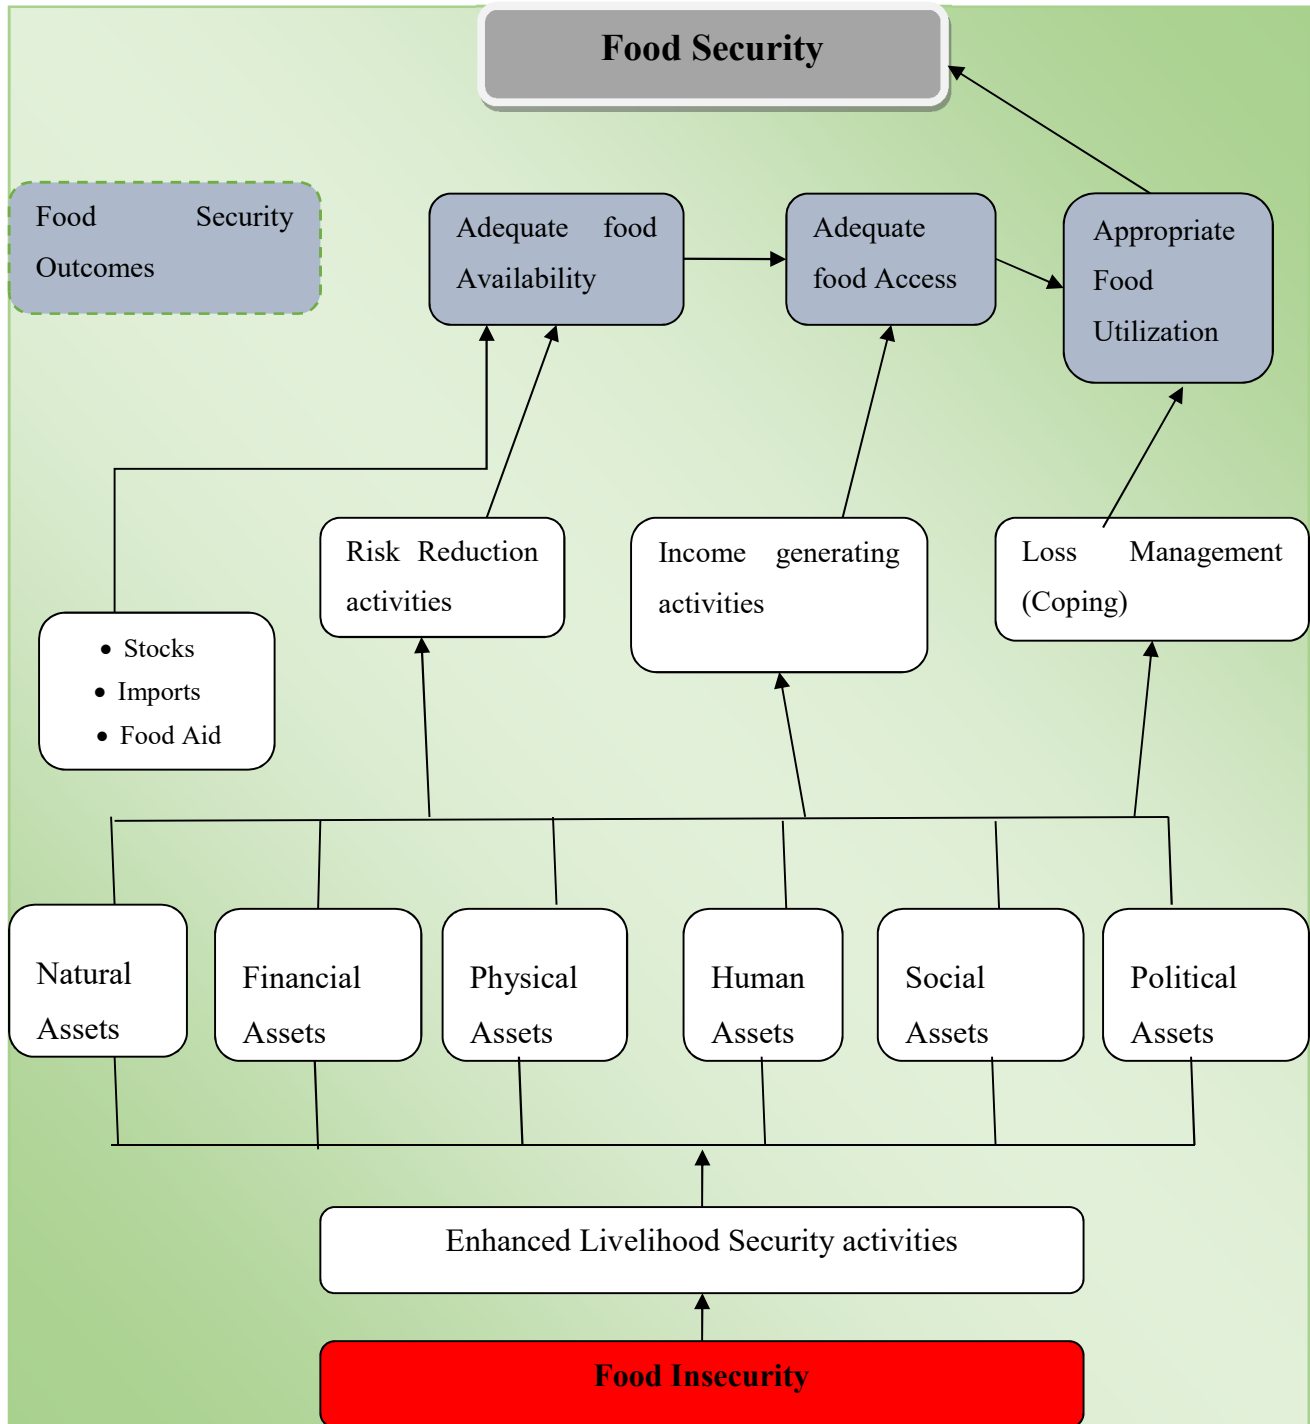 Food Security
Food Security
Outcomes
Adequate food
Availability
Adequate
food Access
Appropriate
Food
Utilization
Risk Reduction
activities
Income generating
activities
Loss Management
(Coping)
• Stocks
• Imports
• Food Aid
Natural
Assets
Financial
Assets
Physical
Assets
Human
Assets
Social
Assets
Political
Assets
Enhanced Livelihood Security activities
Food Insecurity